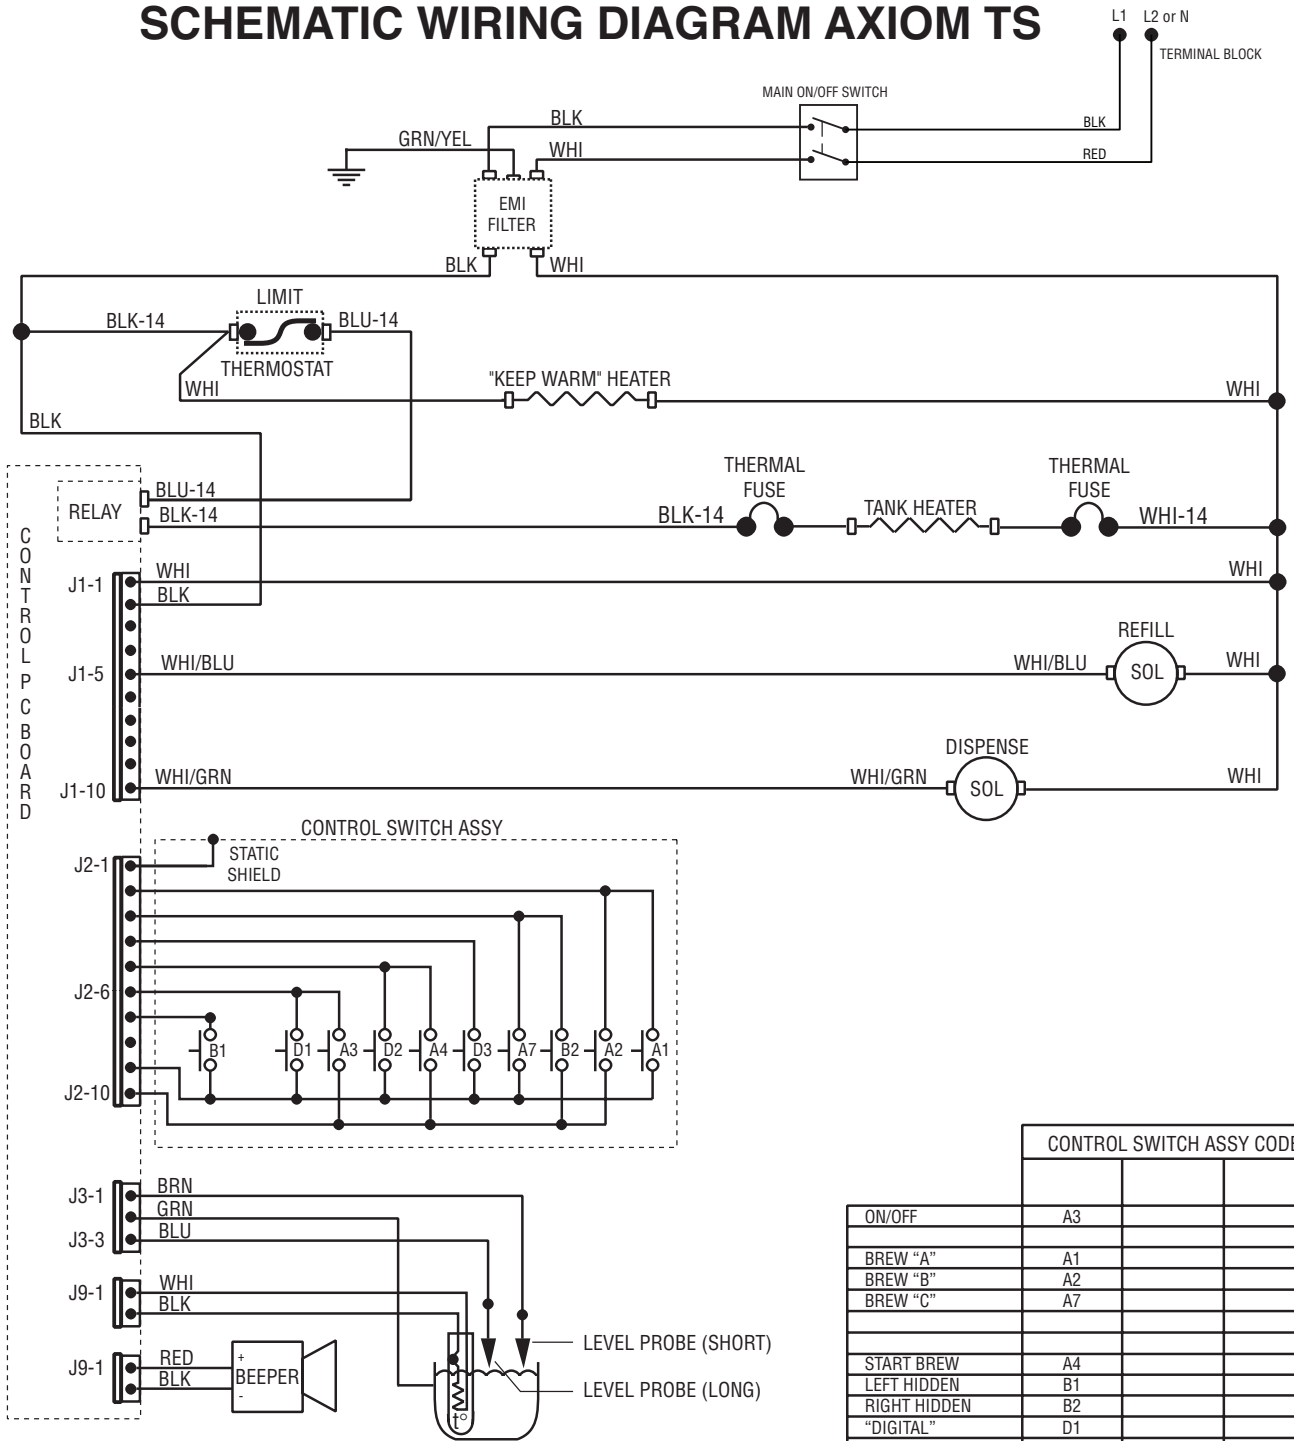 SCHEMATIC WIRING DIAGRAM AXIOM TS
L1 L2 or N
TERMINAL BLOCK
MAIN ON/OFF SWITCH
BLK
BLK
GRN/YEL
WHI
RED
EMI
FILTER
BLK
WHI
LIMIT
BLK-14
BLU-14
THERMOSTAT
WHI
"KEEP WARM" HEATER
WHI
BLK
THERMAL
FUSE
THERMAL
FUSE
RELAY
BLU-14
BLK-14
BLK-14
TANK HEATER
WHI-14
CONTROL PC BOARD
J1-1
WHI
WHI
BLK
REFILL
J1-5
WHI/BLU
WHI/BLU
SOL
WHI
DISPENSE
J1-10
WHI/GRN
WHI/GRN
SOL
WHI
CONTROL SWITCH ASSY
J2-1
STATIC
SHIELD
J2-6
B1 D1 A3 D2 A4 D3 A7 B2 A2 A1
J2-10
J3-1
BRN
GRN
J3-3
BLU
J9-1
WHI
BLK
J9-1
RED
BLK
+
BEEPER
-
t°
LEVEL PROBE (SHORT)
LEVEL PROBE (LONG)
CONTROL SWITCH ASSY CODE
ON/OFF A3
BREW “A” A1
BREW “B” A2
BREW “C” A7
START BREW A4
LEFT HIDDEN B1
RIGHT HIDDEN B2
“DIGITAL” D1